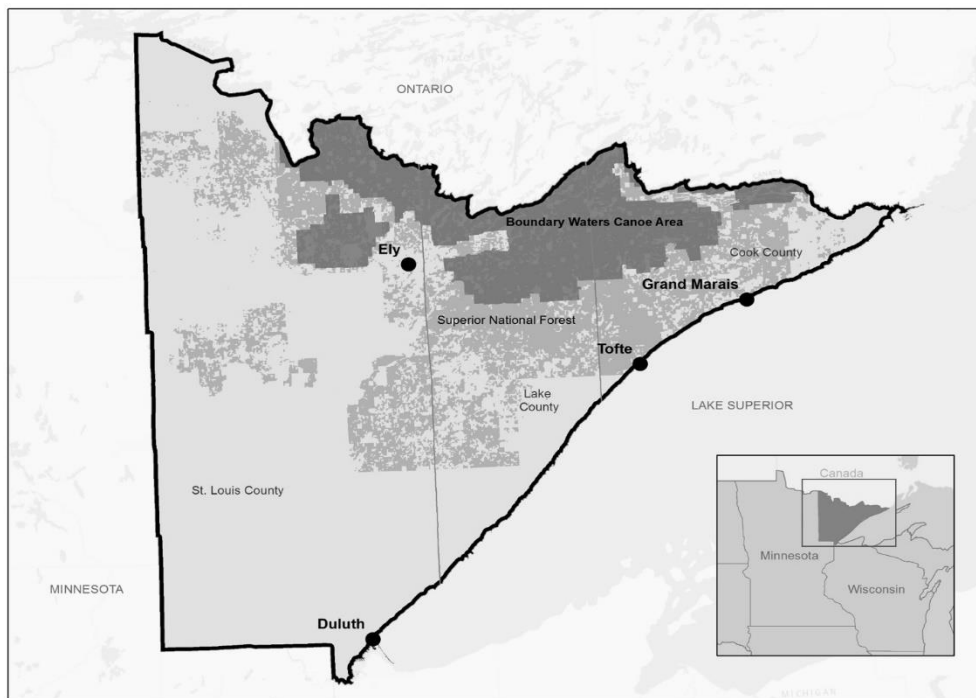 ONTARIO
Boundary Waters Canoe Area
Ely
Cook County
Grand Marais
Superior National Forest
Tofte
Lake
County
LAKE SUPERIOR
St. Louis County
Canada
Minnesota
Wisconsin
MINNESOTA
Duluth
MICHIGAN